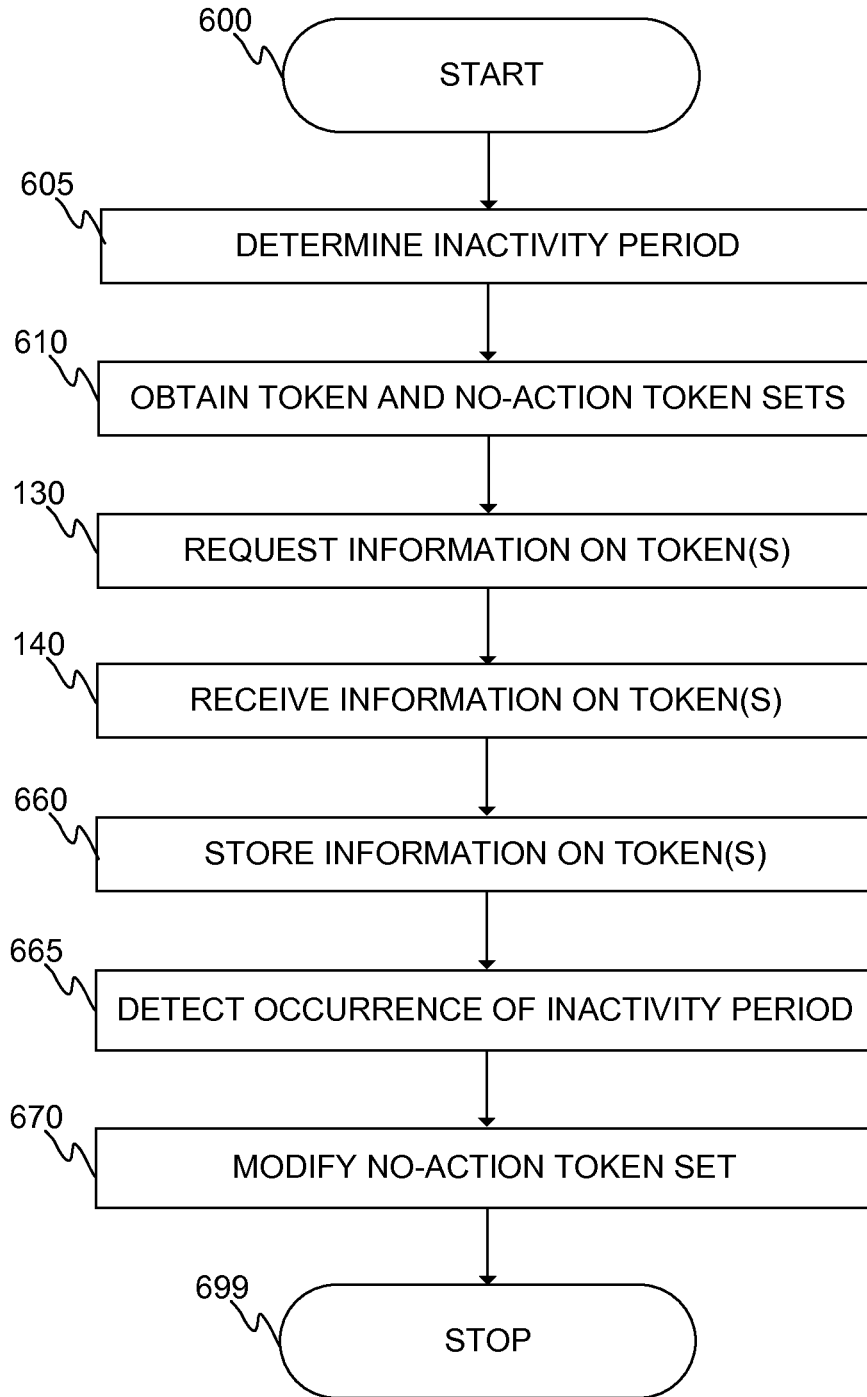 600
START
605
DETERMINE INACTIVITY PERIOD
610
OBTAIN TOKEN AND NO-ACTION TOKEN SETS
130
REQUEST INFORMATION ON TOKEN(S)
140
RECEIVE INFORMATION ON TOKEN(S)
660
STORE INFORMATION ON TOKEN(S)
665
DETECT OCCURRENCE OF INACTIVITY PERIOD
670
MODIFY NO-ACTION TOKEN SET
699
STOP